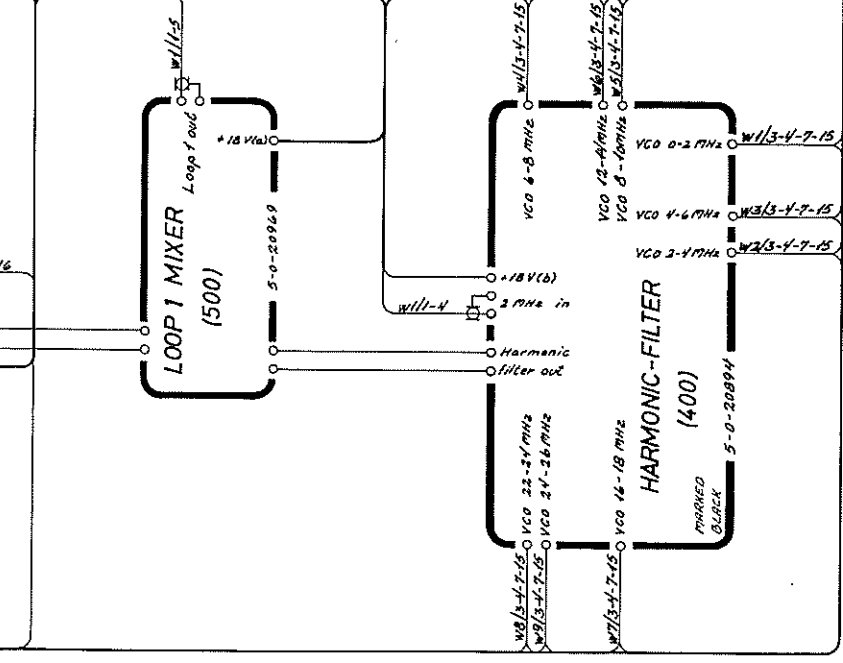 W1/1-5
Loop 1 out
+18 V(a)
LOOP 1 MIXER
(500)
5-0-20969
16
W4/3-4-7-15
W6/3-4-7-15
W5/3-4-7-15
VCO 6-8 MHz
VCO 12-14 MHz
VCO 8-10 MHz
VCO 0-2 MHz
W1/3-4-7-15
VCO 4-6 MHz
W3/3-4-7-15
VCO 2-4 MHz
W2/3-4-7-15
+18 V(b)
2 MHz in
W1/1-4
Harmonic
filter out
HARMONIC-FILTER
(400)
5-0-20894
MARKED
BLACK
VCO 22-24 MHz
VCO 24-26 MHz
VCO 16-18 MHz
W8/3-4-7-15
W9/3-4-7-15
W7/3-4-7-15